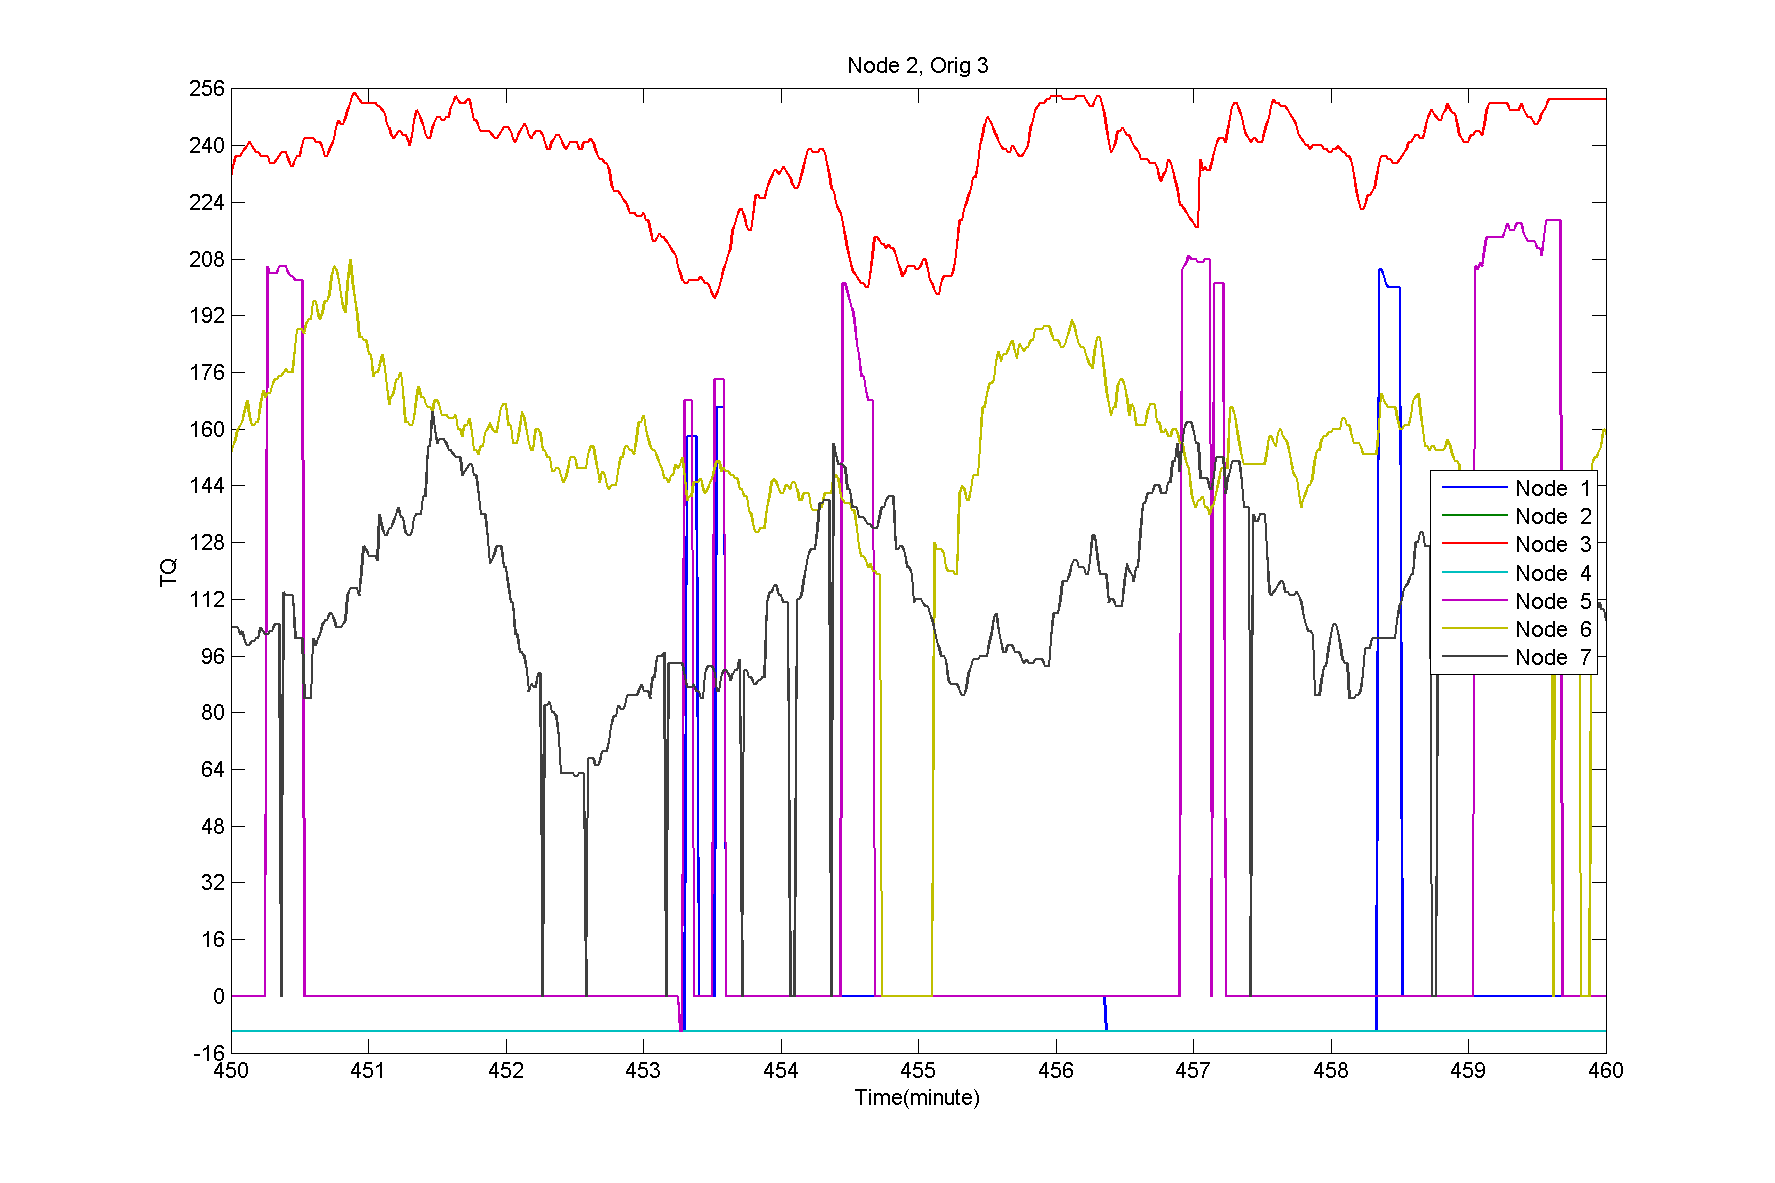 Node 2, Orig 3
256
240
224
208
192
176
160
144
128
112
96
80
64
48
32
16
0
-16
TQ
Node 1
Node 2
Node 3
Node 4
Node 5
Node 6
Node 7
450 451 452 453 454 455 456 457 458 459 460
Time(minute)